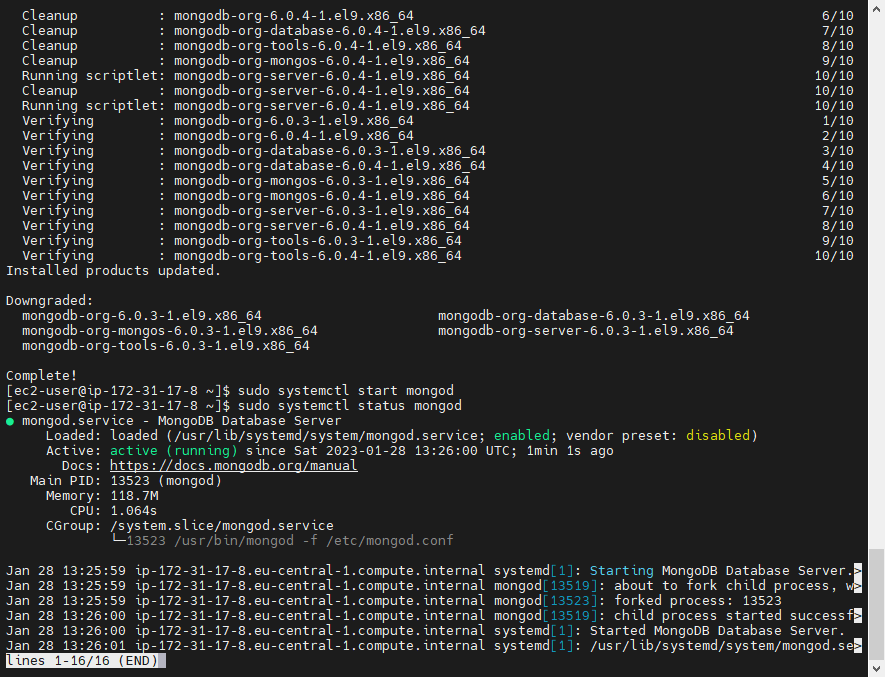 Cleanup : mongodb-org-6.0.4-1.el9.x86_64 6/10
Cleanup : mongodb-org-database-6.0.4-1.el9.x86_64 7/10
Cleanup : mongodb-org-tools-6.0.4-1.el9.x86_64 8/10
Cleanup : mongodb-org-mongos-6.0.4-1.el9.x86_64 9/10
Running scriptlet: mongodb-org-server-6.0.4-1.el9.x86_64 10/10
Cleanup : mongodb-org-server-6.0.4-1.el9.x86_64 10/10
Running scriptlet: mongodb-org-server-6.0.4-1.el9.x86_64 10/10
Verifying : mongodb-org-6.0.3-1.el9.x86_64 1/10
Verifying : mongodb-org-6.0.4-1.el9.x86_64 2/10
Verifying : mongodb-org-database-6.0.3-1.el9.x86_64 3/10
Verifying : mongodb-org-database-6.0.4-1.el9.x86_64 4/10
Verifying : mongodb-org-mongos-6.0.3-1.el9.x86_64 5/10
Verifying : mongodb-org-mongos-6.0.4-1.el9.x86_64 6/10
Verifying : mongodb-org-server-6.0.3-1.el9.x86_64 7/10
Verifying : mongodb-org-server-6.0.4-1.el9.x86_64 8/10
Verifying : mongodb-org-tools-6.0.3-1.el9.x86_64 9/10
Verifying : mongodb-org-tools-6.0.4-1.el9.x86_64 10/10
Installed products updated.

Downgraded:
mongodb-org-6.0.3-1.el9.x86_64 mongodb-org-database-6.0.3-1.el9.x86_64
mongodb-org-mongos-6.0.3-1.el9.x86_64 mongodb-org-server-6.0.3-1.el9.x86_64
mongodb-org-tools-6.0.3-1.el9.x86_64

Complete!
[ec2-user@ip-172-31-17-8 ~]$ sudo systemctl start mongod
[ec2-user@ip-172-31-17-8 ~]$ sudo systemctl status mongod
● mongod.service - MongoDB Database Server
Loaded: loaded (/usr/lib/systemd/system/mongod.service; enabled; vendor preset: disabled)
Active: active (running) since Sat 2023-01-28 13:26:00 UTC; 1min 1s ago
Docs: https://docs.mongodb.org/manual
Main PID: 13523 (mongod)
Memory: 118.7M
CPU: 1.064s
CGroup: /system.slice/mongod.service
└─13523 /usr/bin/mongod -f /etc/mongod.conf

Jan 28 13:25:59 ip-172-31-17-8.eu-central-1.compute.internal systemd[1]: Starting MongoDB Database Server.>
Jan 28 13:25:59 ip-172-31-17-8.eu-central-1.compute.internal mongod[13519]: about to fork child process, w>
Jan 28 13:25:59 ip-172-31-17-8.eu-central-1.compute.internal mongod[13523]: forked process: 13523
Jan 28 13:26:00 ip-172-31-17-8.eu-central-1.compute.internal mongod[13519]: child process started successf>
Jan 28 13:26:00 ip-172-31-17-8.eu-central-1.compute.internal systemd[1]: Started MongoDB Database Server.
Jan 28 13:26:01 ip-172-31-17-8.eu-central-1.compute.internal systemd[1]: /usr/lib/systemd/system/mongod.se>
lines 1-16/16 (END)